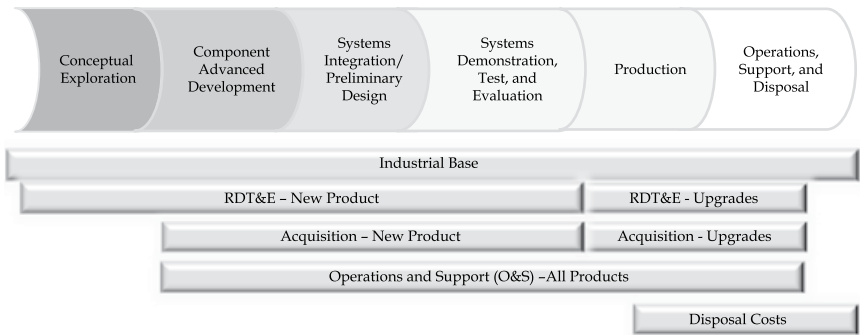 Conceptual
Exploration
Component
Advanced
Development
Systems
Integration/
Preliminary
Design
Systems
Demonstration,
Test, and
Evaluation
Production
Operations,
Support, and
Disposal
Industrial Base
RDT&E – New Product
RDT&E - Upgrades
Acquisition – New Product
Acquisition - Upgrades
Operations and Support (O&S) –All Products
Disposal Costs